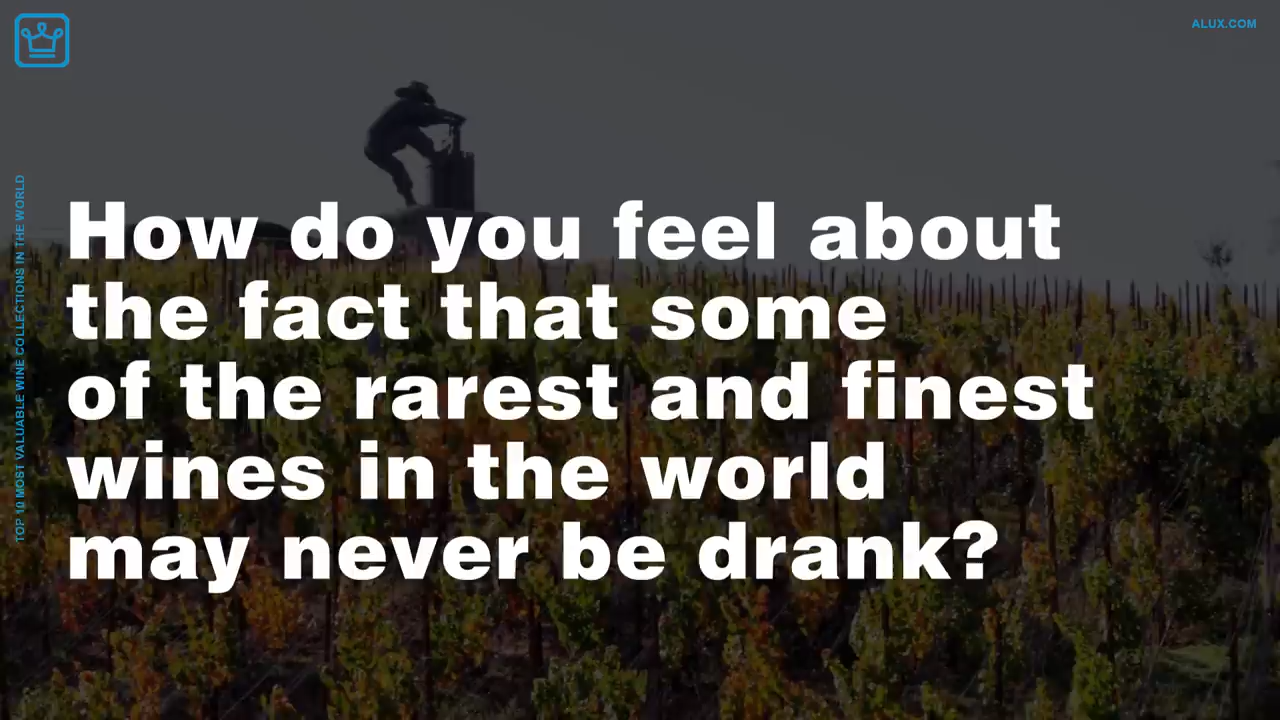 ALUX.COM
TOP 10 MOST VALUABLE WINE COLLECTIONS IN THE WORLD
How do you feel about
the fact that some
of the rarest and finest
wines in the world
may never be drank?